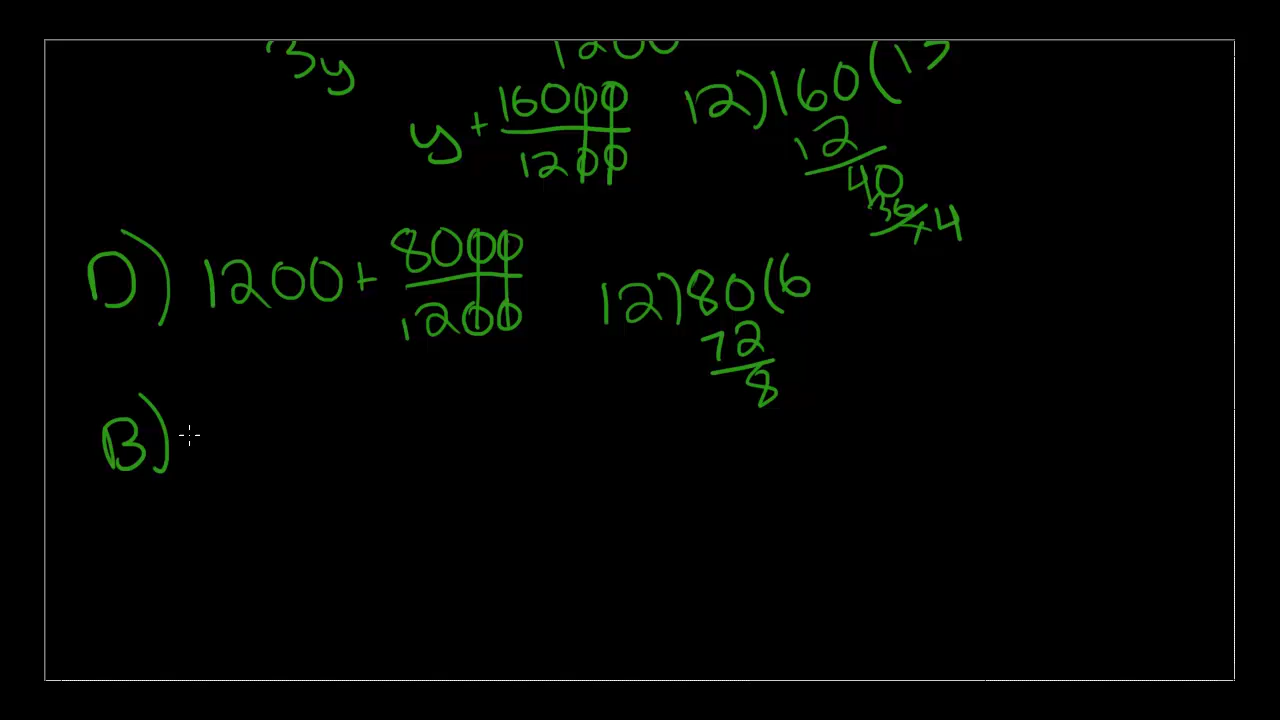 3y 1200
y + 16000/1200 12)160(13
12
40
36
4
D) 1200 + 8000/1200 12)80(6
72
8
B)